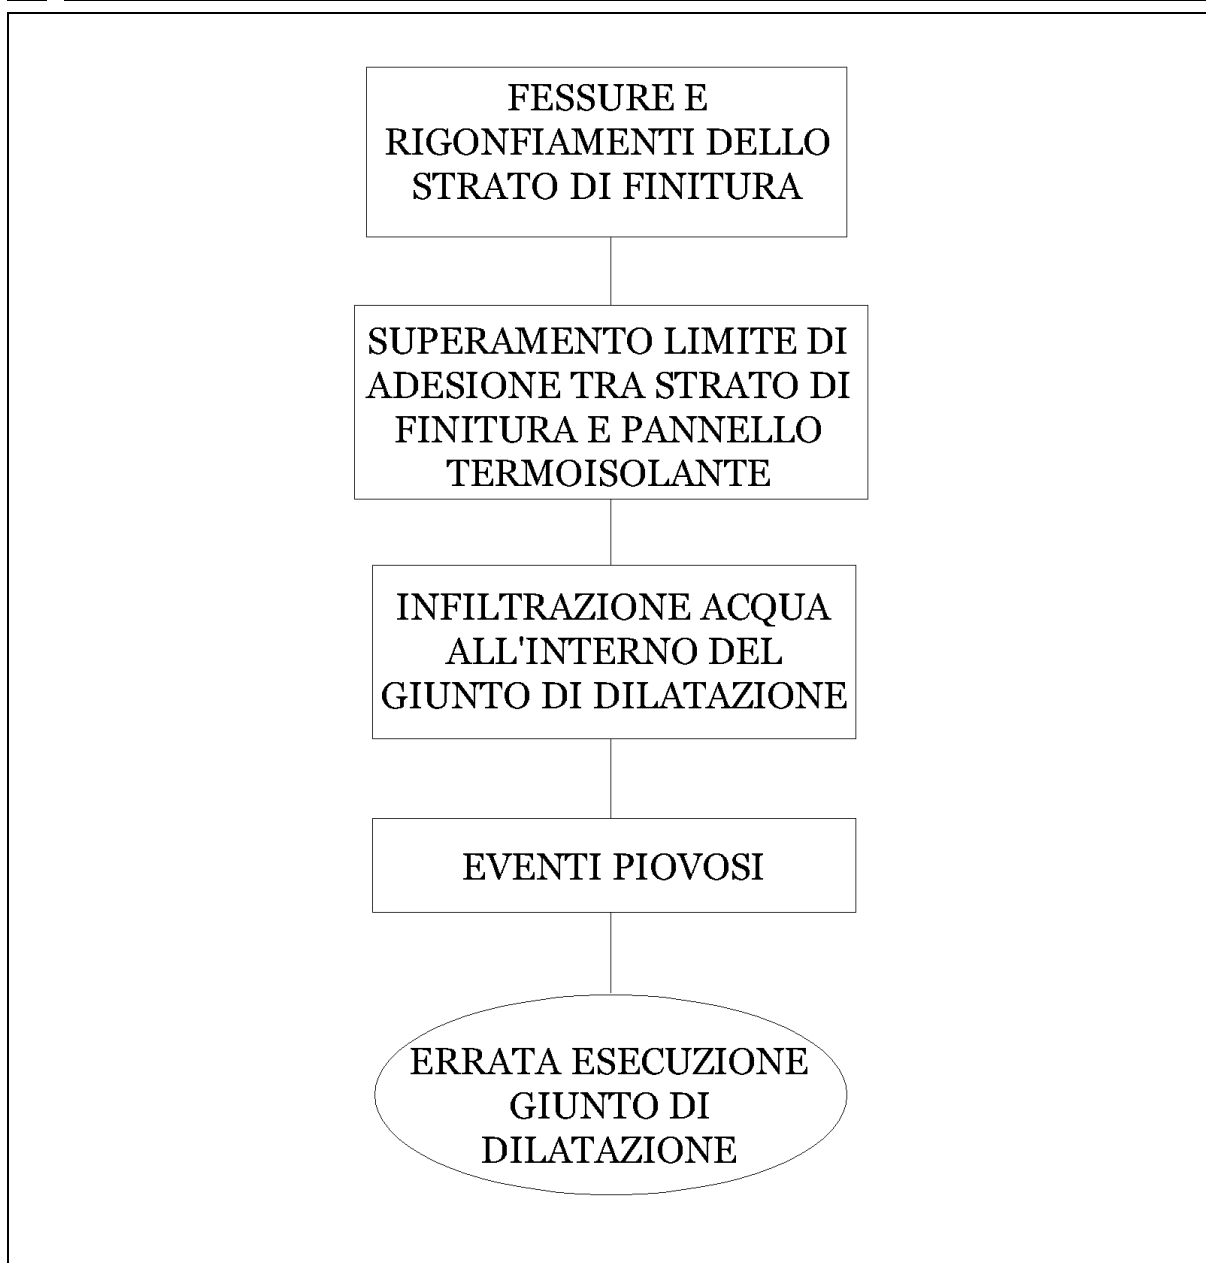 FESSURE E
RIGONFIAMENTI DELLO
STRATO DI FINITURA
SUPERAMENTO LIMITE DI
ADESIONE TRA STRATO DI
FINITURA E PANNELLO
TERMOISOLANTE
INFILTRAZIONE ACQUA
ALL'INTERNO DEL
GIUNTO DI DILATAZIONE
EVENTI PIOVOSI
ERRATA ESECUZIONE
GIUNTO DI
DILATAZIONE